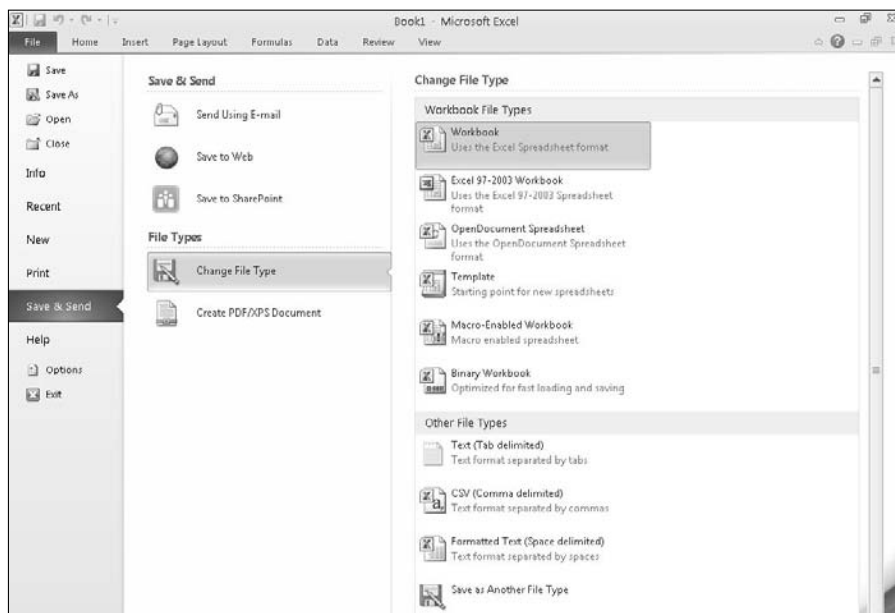 Book1 - Microsoft Excel
File Home Insert Page Layout Formulas Data Review View
Save
Save As
Open
Close
Info
Recent
New
Print
Save & Send
Help
Options
Exit
Save & Send
Send Using E-mail
Save to Web
Save to SharePoint
File Types
Change File Type
Create PDF/XPS Document
Change File Type
Workbook File Types
Workbook
Uses the Excel Spreadsheet format
Excel 97-2003 Workbook
Uses the Excel 97-2003 Spreadsheet
format
OpenDocument Spreadsheet
Uses the OpenDocument Spreadsheet
format
Template
Starting point for new spreadsheets
Macro-Enabled Workbook
Macro enabled spreadsheet
Binary Workbook
Optimized for fast loading and saving
Other File Types
Text (Tab delimited)
Text format separated by tabs
CSV (Comma delimited)
Text format separated by commas
Formatted Text (Space delimited)
Text format separated by spaces
Save as Another File Type